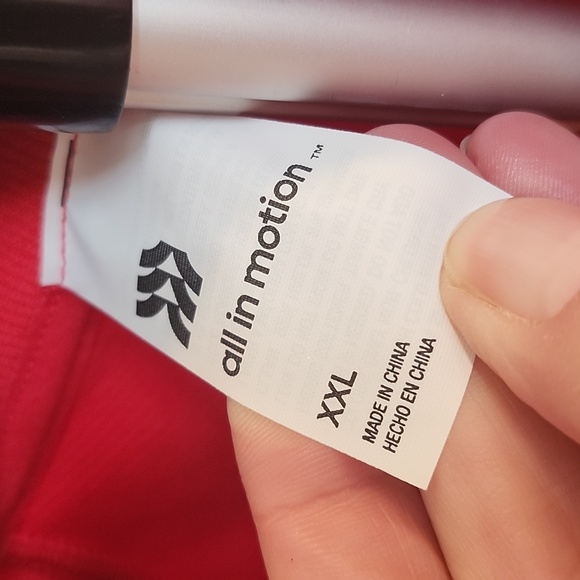 all in motion™
XXL
MADE IN CHINA
HECHO EN CHINA